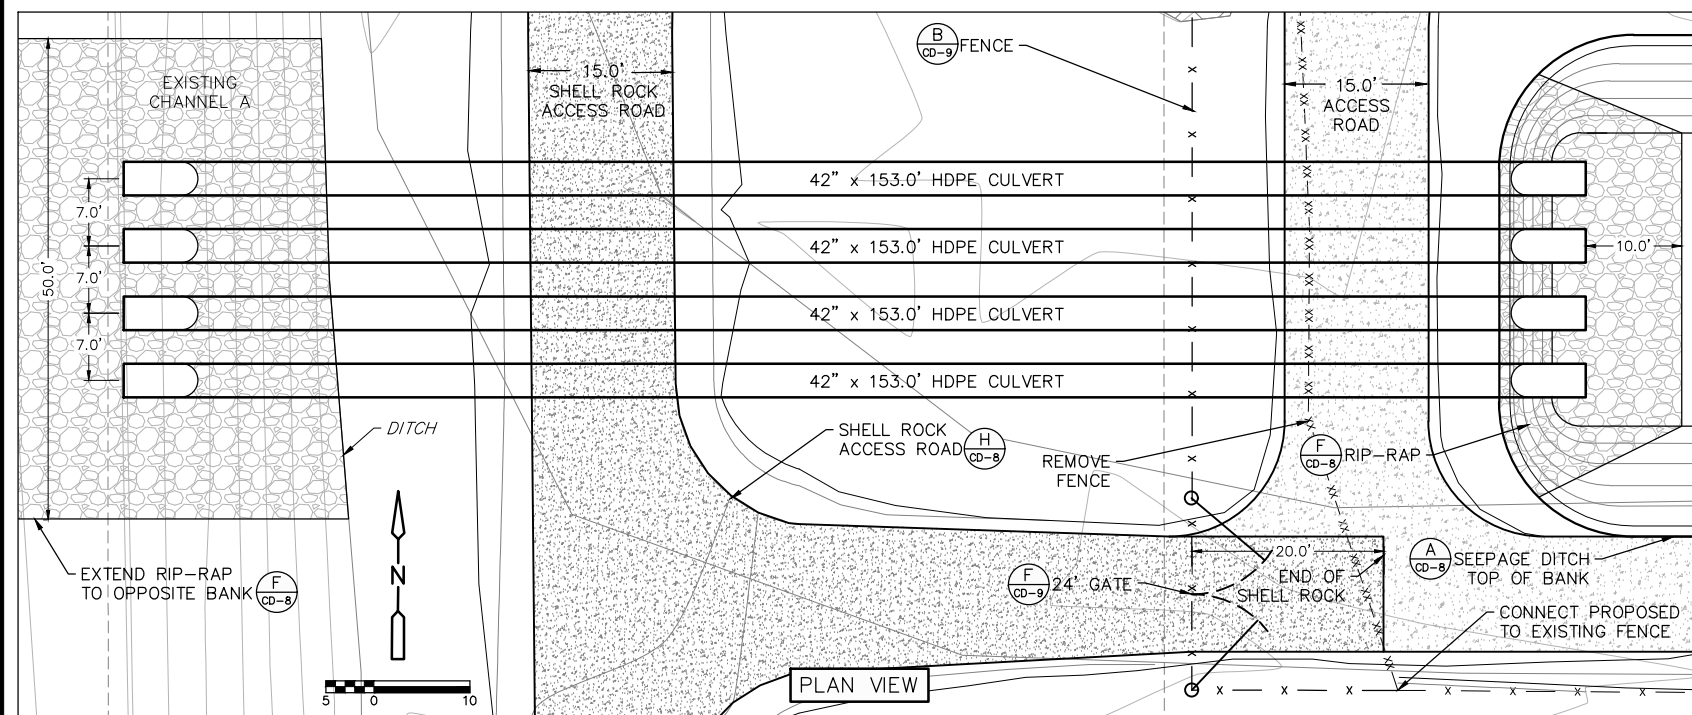 B
CD-9
FENCE
EXISTING
CHANNEL A
15.0'
SHELL ROCK
ACCESS ROAD
15.0'
ACCESS
ROAD
42" x 153.0' HDPE CULVERT
7.0'
42" x 153.0' HDPE CULVERT
10.0'
50.0'
7.0'
42" x 153.0' HDPE CULVERT
7.0'
42" x 153.0' HDPE CULVERT
DITCH
SHELL ROCK
ACCESS ROAD
H
CD-8
REMOVE
FENCE
F
CD-8
RIP-RAP
EXTEND RIP-RAP
TO OPPOSITE BANK
F
CD-8
N
F
CD-9
24' GATE
20.0'
END OF
SHELL ROCK
A
CD-8
SEEPAGE DITCH
TOP OF BANK
CONNECT PROPOSED
TO EXISTING FENCE
5 0 10
PLAN VIEW